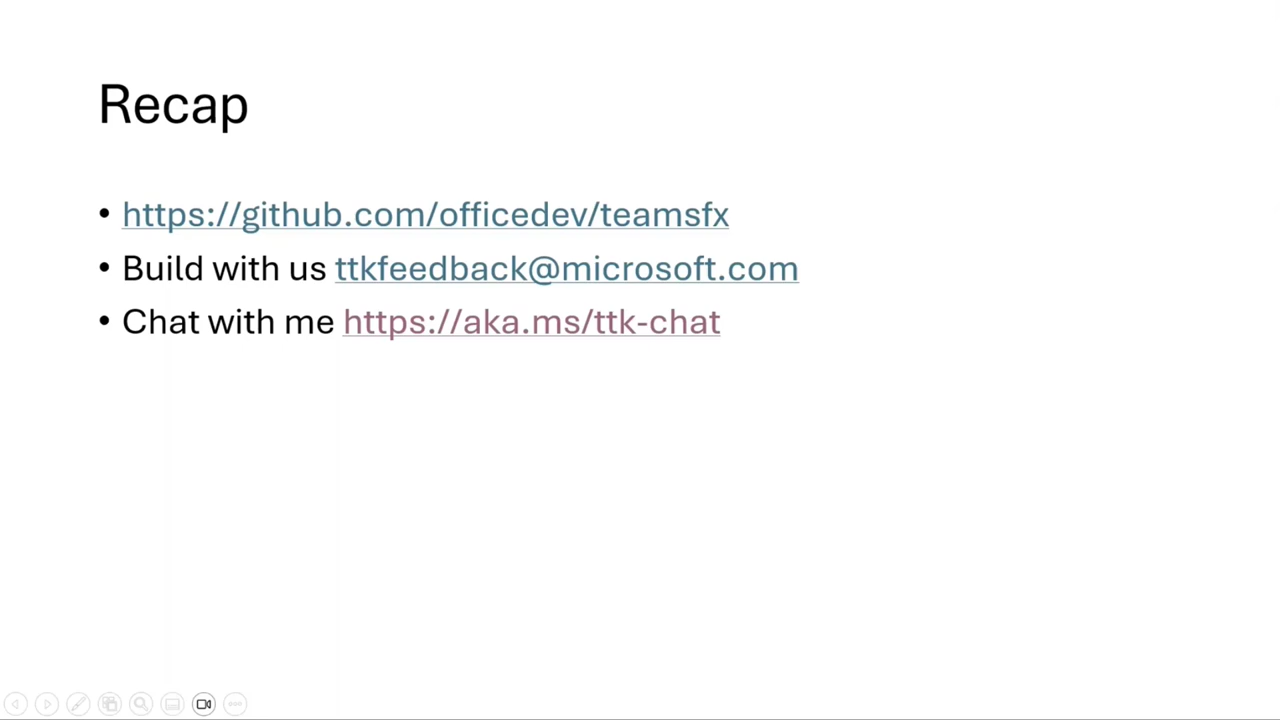 Recap
• https://github.com/officedev/teamsfx
• Build with us ttkfeedback@microsoft.com
• Chat with me https://aka.ms/ttk-chat